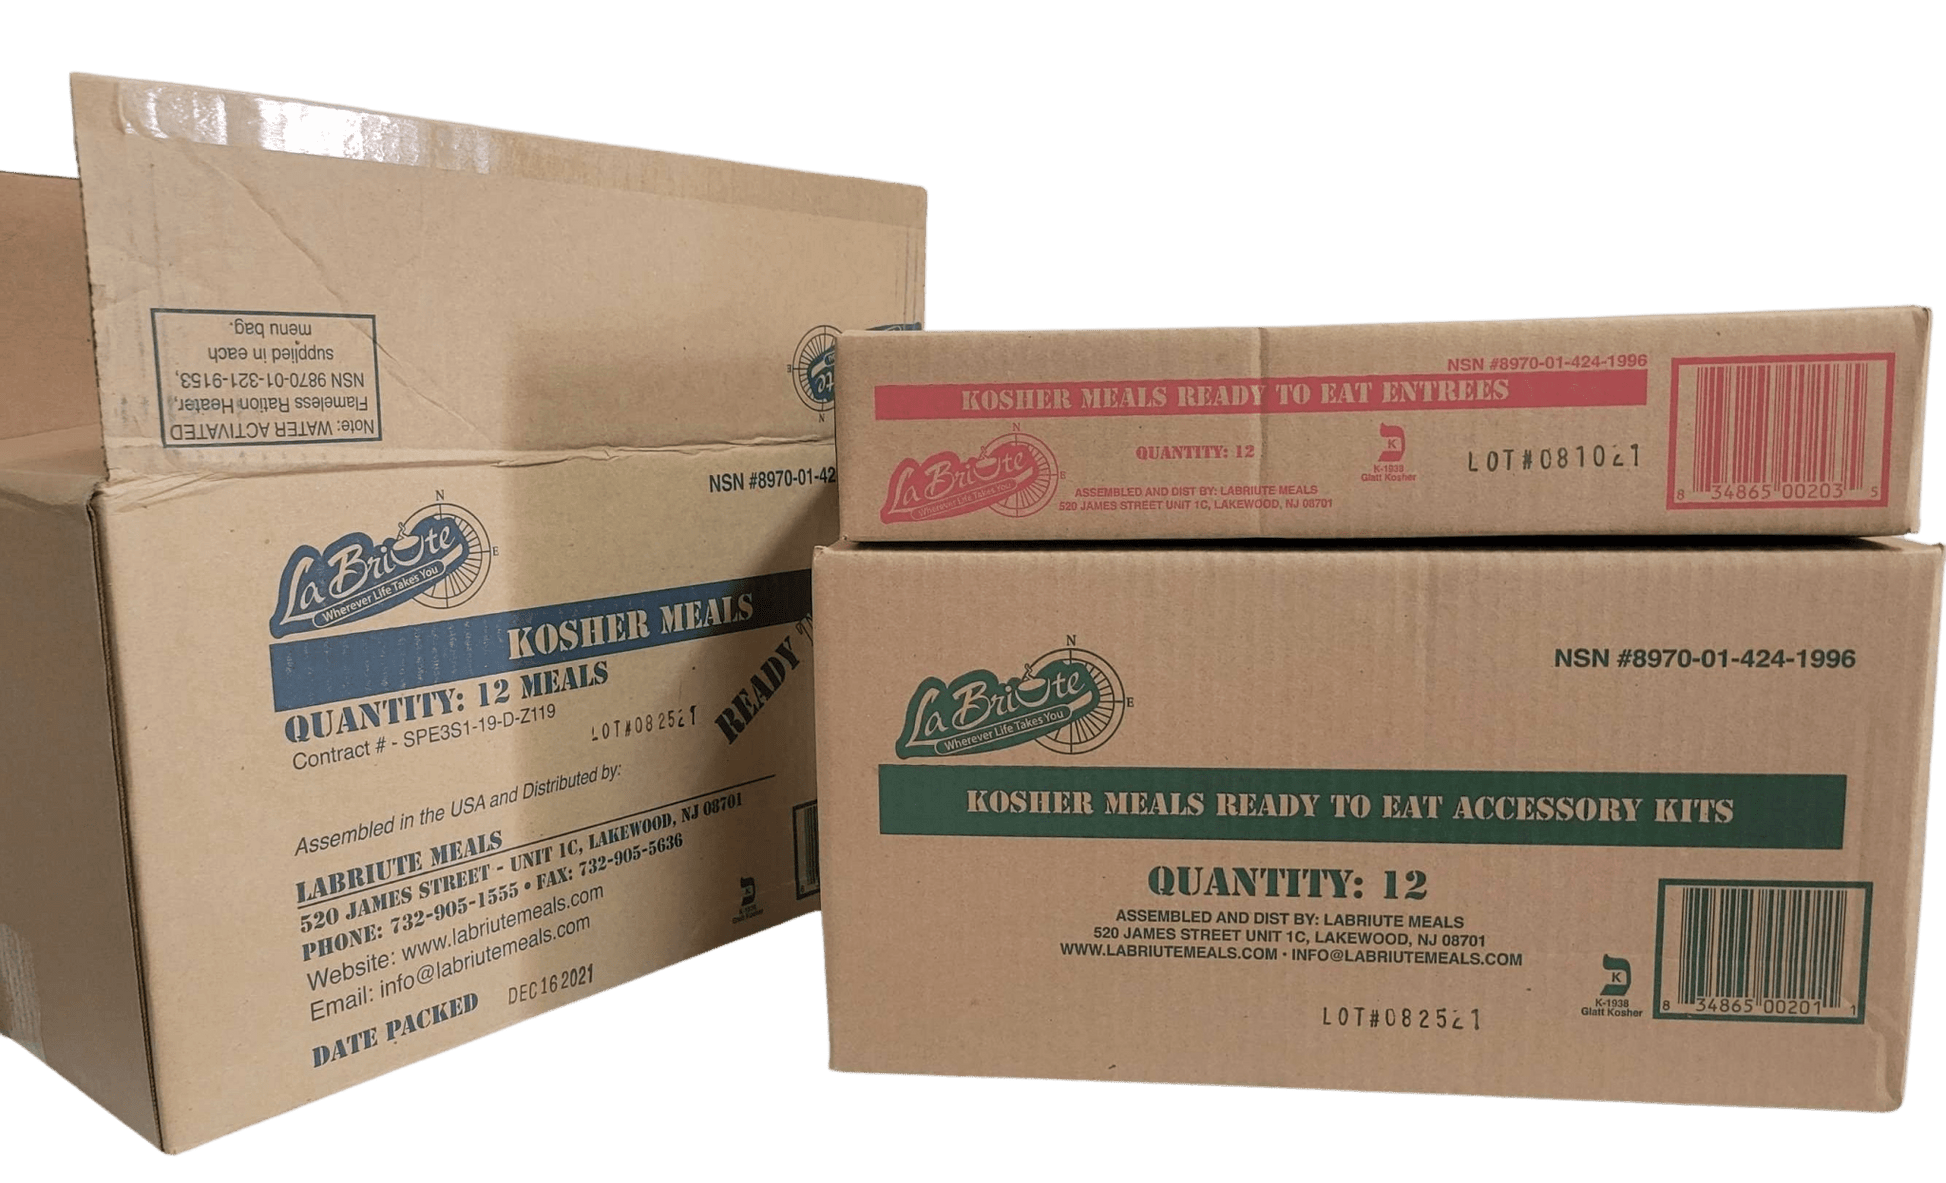 Note: WATER ACTIVATED
Flameless Ration Heater,
NSN 9870-01-321-9153,
supplied in each
menu bag.
N
E
NSN #8970-01-42
N
E
La Briute
Wherever Life Takes You
KOSHER MEALS
READY
QUANTITY: 12 MEALS
Contract # - SPE3S1-19-D-Z119
LOT#082521
Assembled in the USA and Distributed by:
LABRIUTE MEALS
520 JAMES STREET - UNIT 1C, LAKEWOOD, NJ 08701
PHONE: 732-905-1555 • FAX: 732-905-5636
Website: www.labriutemeals.com
Email: info@labriutemeals.com
DATE PACKED DEC 16 2021
K
K-1938
Glatt Kosher
8
NSN #8970-01-424-1996
KOSHER MEALS READY TO EAT ENTREES
N
E
La Briute
Wherever Life Takes You
QUANTITY: 12
ASSEMBLED AND DIST BY: LABRIUTE MEALS
520 JAMES STREET UNIT 1C, LAKEWOOD, NJ 08701
K
K-1938
Glatt Kosher
LOT#081021
8 34865 00203 5
NSN #8970-01-424-1996
N
E
La Briute
Wherever Life Takes You
KOSHER MEALS READY TO EAT ACCESSORY KITS
QUANTITY: 12
ASSEMBLED AND DIST BY: LABRIUTE MEALS
520 JAMES STREET UNIT 1C, LAKEWOOD, NJ 08701
WWW.LABRIUTEMEALS.COM • INFO@LABRIUTEMEALS.COM
LOT#082521
K
K-1938
Glatt Kosher
8 34865 00201 1